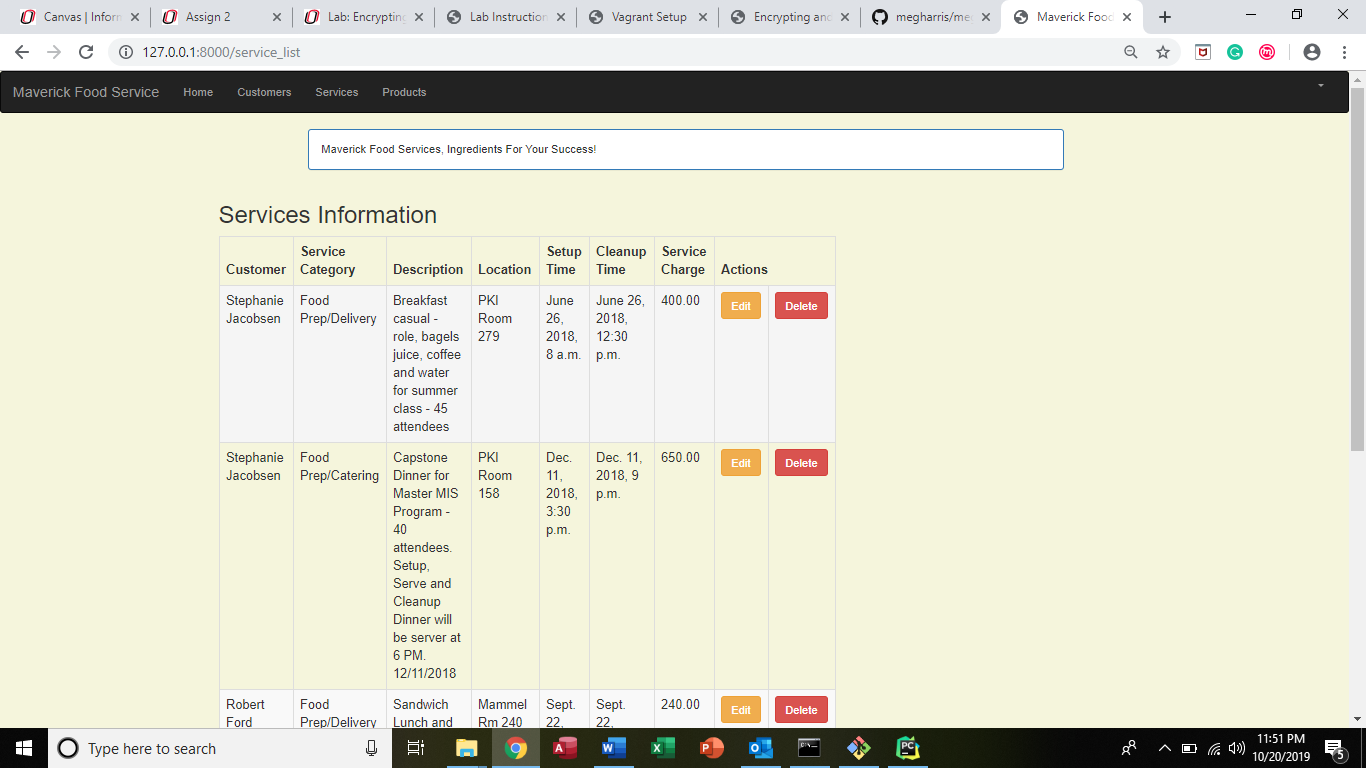 Canvas | Inforn
Assign 2
Lab: Encrypting
Lab Instruction
Vagrant Setup
Encrypting and
megharris/me
Maverick Food
127.0.0.1:8000/service_list
Maverick Food Service Home Customers Services Products
Maverick Food Services, Ingredients For Your Success!
Services Information
Customer Service Category Description Location Setup Time Cleanup Time Service Charge Actions
Stephanie
Jacobsen
Food
Prep/Delivery
Breakfast
casual -
role, bagels
juice, coffee
and water
for summer
class - 45
attendees
PKI
Room
279
June
26,
2018,
8 a.m.
June 26,
2018,
12:30
p.m.
400.00
Edit
Delete
Stephanie
Jacobsen
Food
Prep/Catering
Capstone
Dinner for
Master MIS
Program -
40
attendees.
Setup,
Serve and
Cleanup
Dinner will
be server at
6 PM.
12/11/2018
PKI
Room
158
Dec.
11,
2018,
3:30
p.m.
Dec. 11,
2018, 9
p.m.
650.00
Edit
Delete
Robert
Ford
Food
Prep/Delivery
Sandwich
Lunch and
Mammel
Rm 240
Sept.
22,
Sept.
22,
240.00
Edit
Delete
Type here to search
11:51 PM
10/20/2019
5